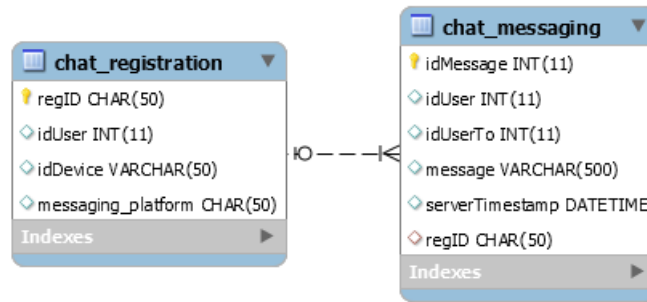 chat_registration
regID CHAR(50)
idUser INT(11)
idDevice VARCHAR(50)
messaging_platform CHAR(50)
Indexes
chat_messaging
idMessage INT(11)
idUser INT(11)
idUserTo INT(11)
message VARCHAR(500)
serverTimestamp DATETIME
regID CHAR(50)
Indexes